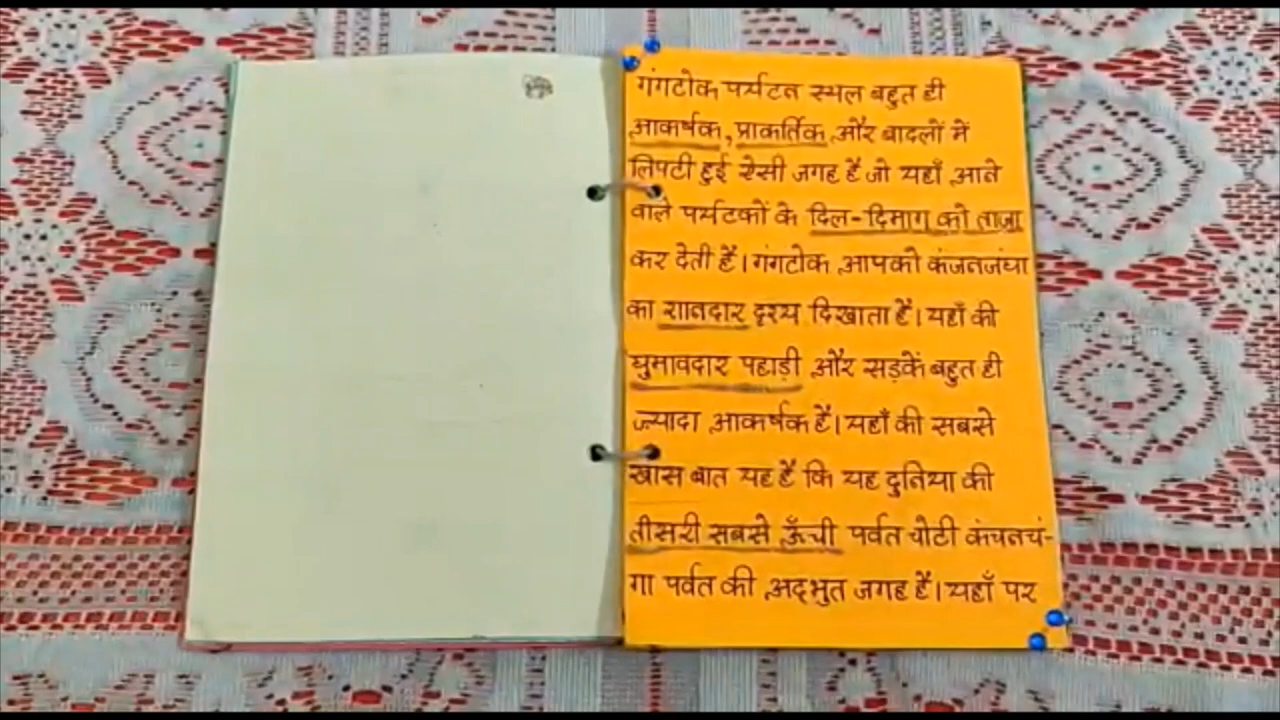 गंगटोक पर्यटन स्थल बहुत ही
आकर्षक, प्राकर्तिक और बादलों में
लिपटी हुई ऐसी जगह है जो यहाँ आने
वाले पर्यटकों के दिल-दिमाग को ताजा
कर देती है। गंगटोक आपको कंजनजंघा
का शानदार दृश्य दिखाता है। यहाँ की
घुमावदार पहाड़ी और सड़कें बहुत ही
ज्यादा आकर्षक है। यहाँ की सबसे
खास बात यह है कि यह दुनिया की
तीसरी सबसे ऊँची पर्वत चोटी कंचनचं-
गा पर्वत की अद्भुत जगह है। यहाँ पर